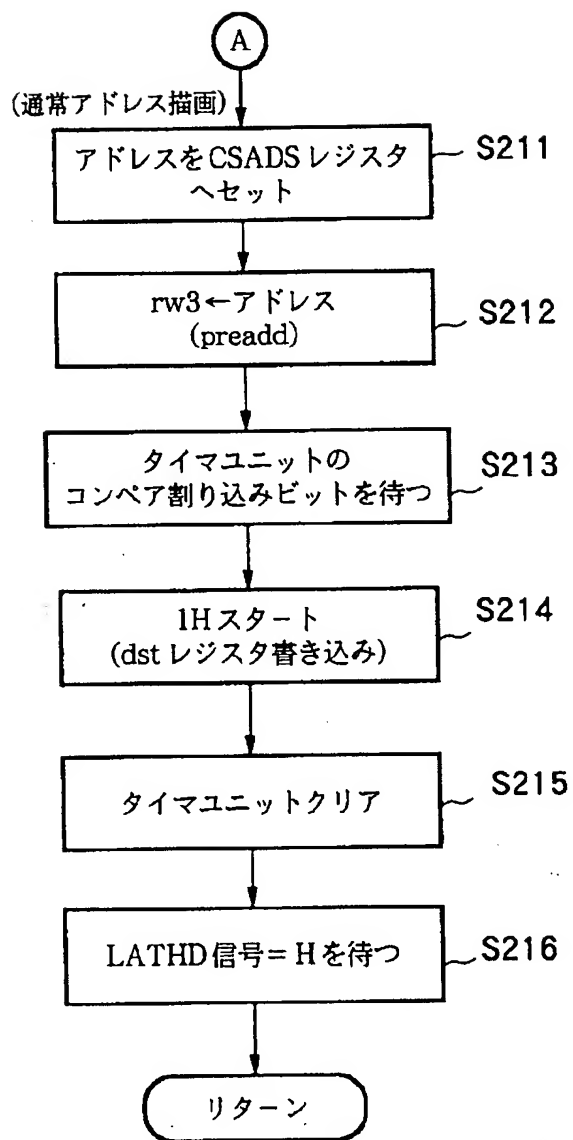 A
(通常アドレス描画)
アドレスをCSADSレジスタ
へセット
S211
rw3←アドレス
(preadd)
S212
タイマユニットの
コンペア割り込みビットを待つ
S213
1Hスタート
(dstレジスタ書き込み)
S214
タイマユニットクリア
S215
LATHD信号=Hを待つ
S216
リターン